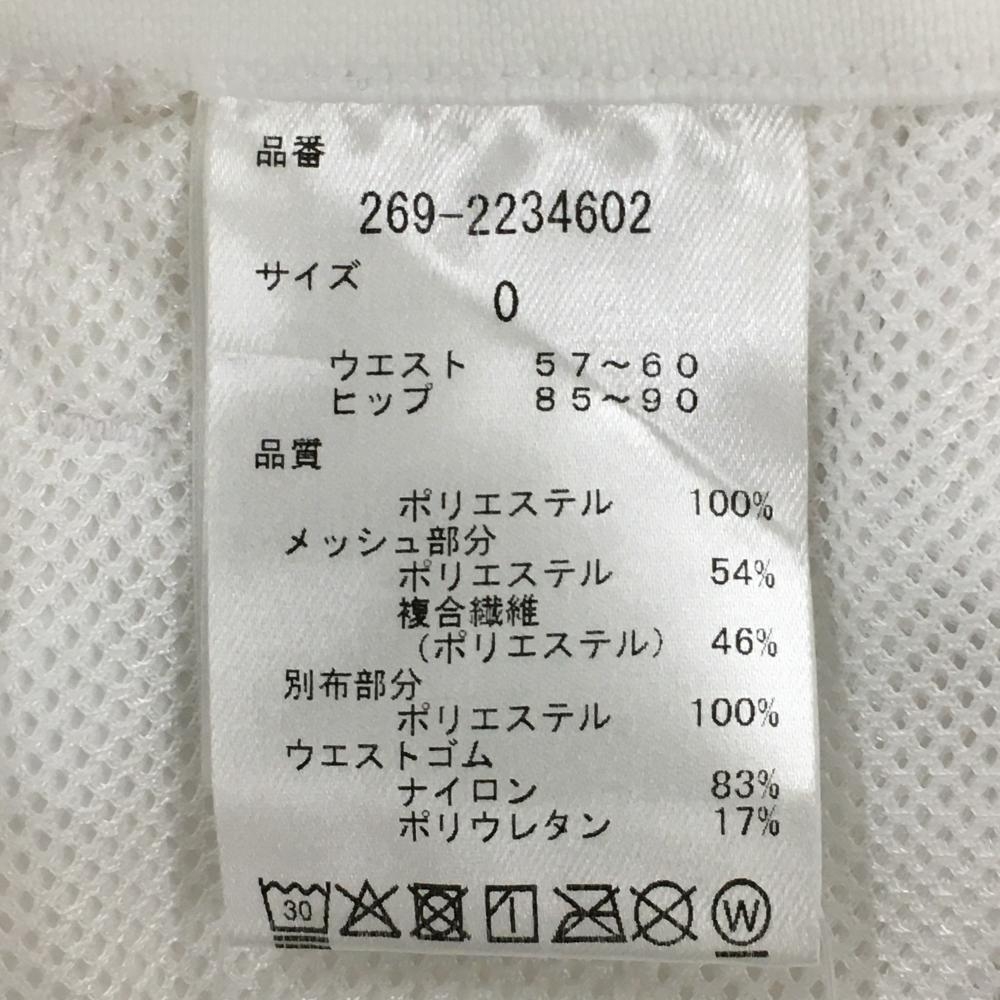 品番
269-2234602
サイズ
0
ウエスト 57~60
ヒップ 85~90
品質
ポリエステル 100%
メッシュ部分
ポリエステル 54%
複合繊維
(ポリエステル) 46%
別布部分
ポリエステル 100%
ウエストゴム
ナイロン 83%
ポリウレタン 17%
30 W